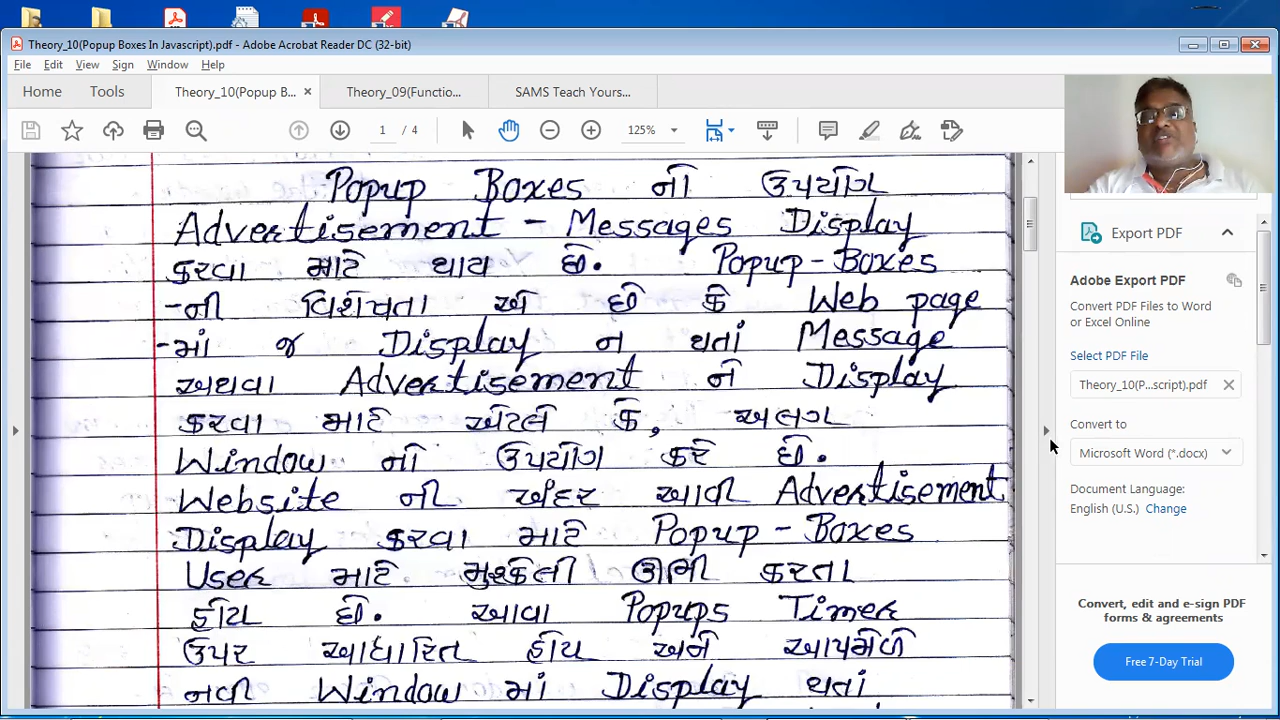 Theory_10(Popup Boxes In Javascript).pdf - Adobe Acrobat Reader DC (32-bit)
File Edit View Sign Window Help
Home Tools Theory_10(Popup B... × Theory_09(Functio... SAMS Teach Yours...
1 / 4 125%
Popup Boxes નો ઉપયોગ
Advertisement - Messages Display
કરવા માટે થાય છે. Popup-Boxes
-ની વિશેષતા એ છે કે Web page
-માં જ Display ન થતાં Message
અથવા Advertisement ને Display
કરવા માટે એટલે કે, અલગ
Window નો ઉપયોગ કરે છે.
Website ની અંદર આવી Advertisement
Display કરવા માટે Popup-Boxes
User માટે મુશ્કેલી ઊભી કરતા
હોય છે. આવા Popups Timer
ઉપર આધારિત હોય અને આપમેળે
નવી Window માં Display થતાં
Export PDF
Adobe Export PDF
Convert PDF Files to Word
or Excel Online
Select PDF File
Theory_10(P...script).pdf ×
Convert to
Microsoft Word (*.docx)
Document Language:
English (U.S.) Change
Convert, edit and e-sign PDF
forms & agreements
Free 7-Day Trial